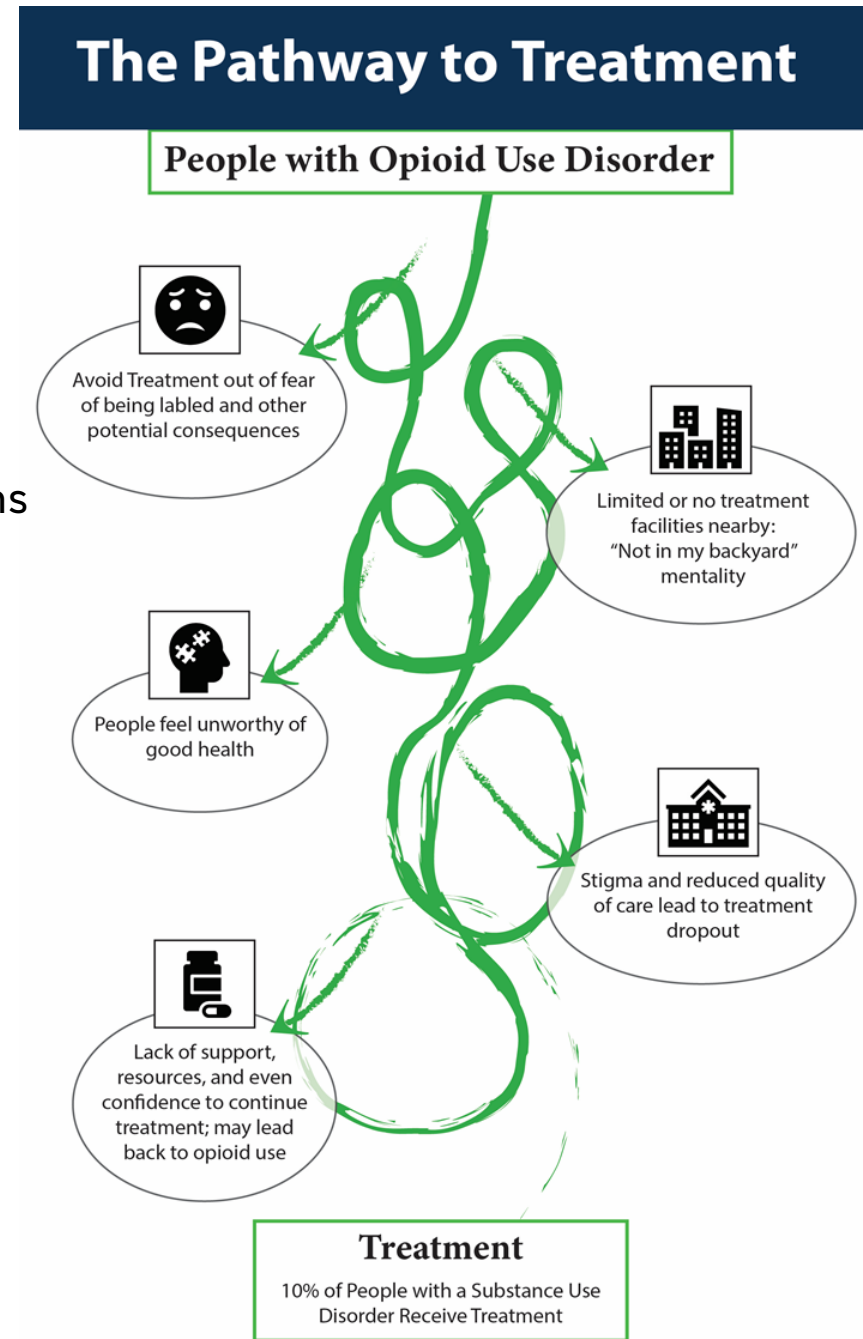 The Pathway to Treatment
People with Opioid Use Disorder
Avoid Treatment out of fear
of being labled and other
potential consequences
ns
Limited or no treatment
facilities nearby:
“Not in my backyard”
mentality
People feel unworthy of
good health
Stigma and reduced quality
of care lead to treatment
dropout
Lack of support,
resources, and even
confidence to continue
treatment; may lead
back to opioid use
Treatment
10% of People with a Substance Use
Disorder Receive Treatment